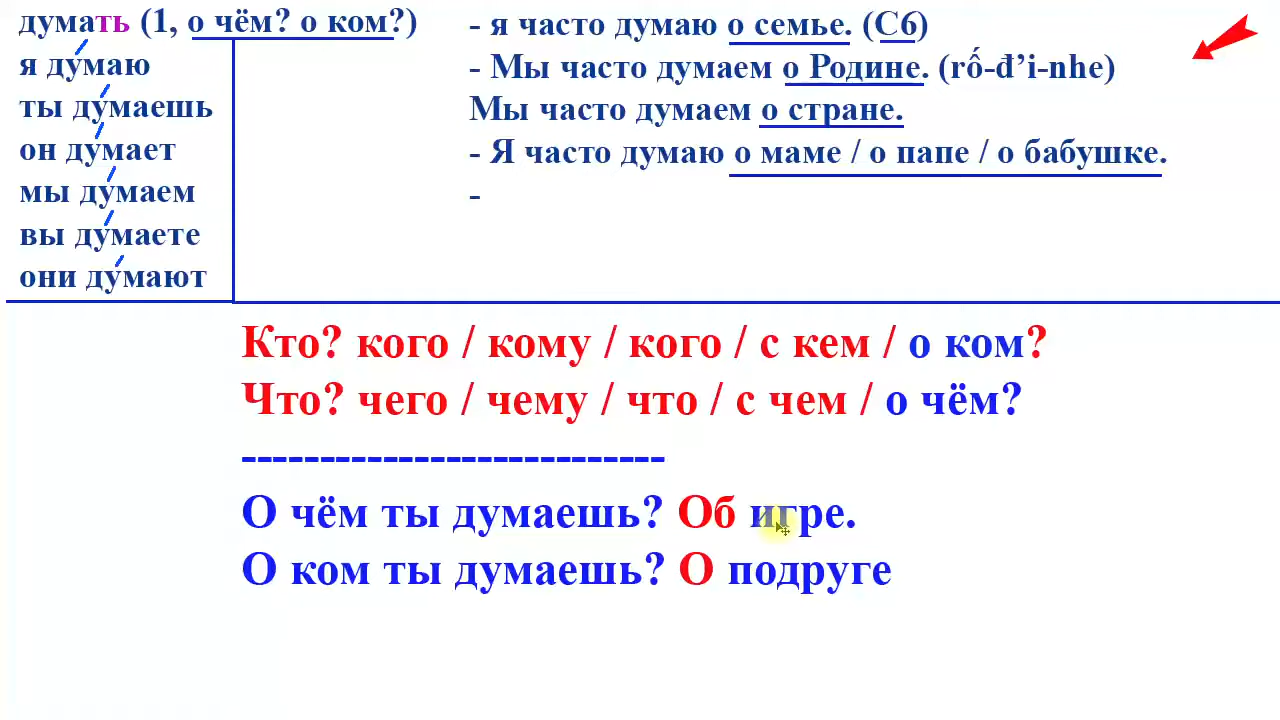 думать (1, о чём? о ком?)
я думаю
ты думаешь
он думает
мы думаем
вы думаете
они думают
- я часто думаю о семье. (С6)
- Мы часто думаем о Родине. (rố-đ’i-nhe)
Мы часто думаем о стране.
- Я часто думаю о маме / о папе / о бабушке.
-
Кто? кого / кому / кого / с кем / о ком?
Что? чего / чему / что / с чем / о чём?
---------------------------
О чём ты думаешь? Об игре.
О ком ты думаешь? О подруге